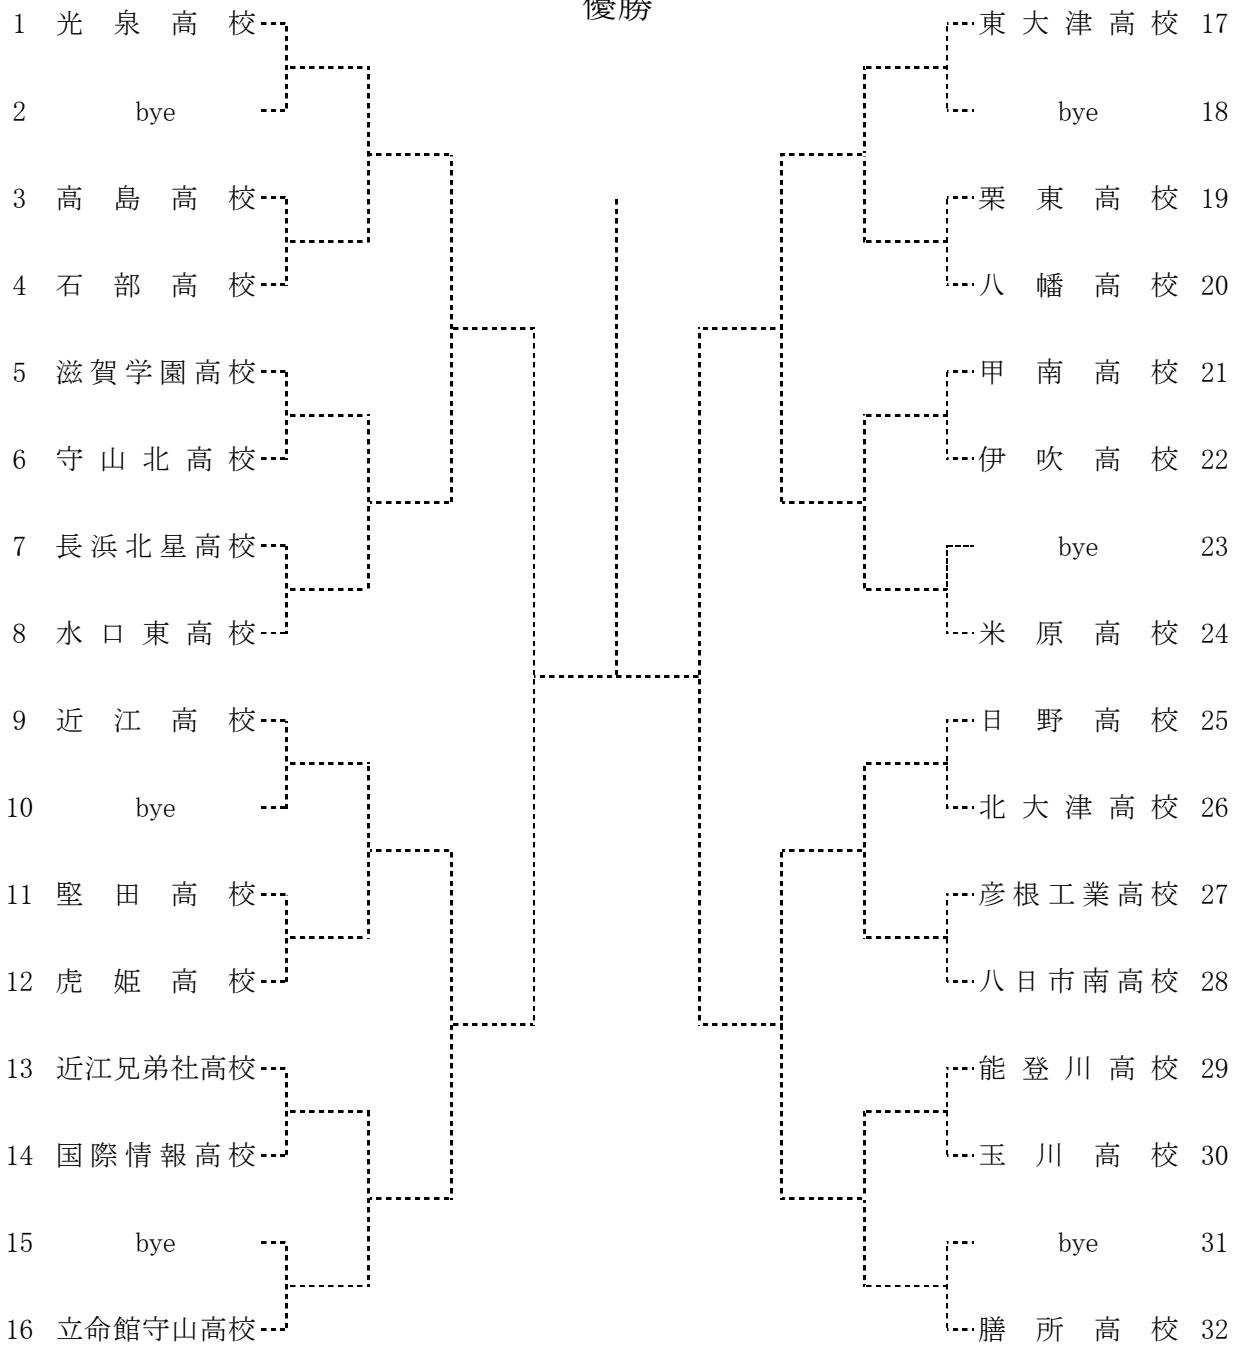 優勝
1 光泉高校
2 bye
3 高島高校
4 石部高校
5 滋賀学園高校
6 守山北高校
7 長浜北星高校
8 水口東高校
9 近江高校
10 bye
11 堅田高校
12 虎姫高校
13 近江兄弟社高校
14 国際情報高校
15 bye
16 立命館守山高校
東大津高校 17
bye 18
栗東高校 19
八幡高校 20
甲南高校 21
伊吹高校 22
bye 23
米原高校 24
日野高校 25
北大津高校 26
彦根工業高校 27
八日市南高校 28
能登川高校 29
玉川高校 30
bye 31
膳所高校 32